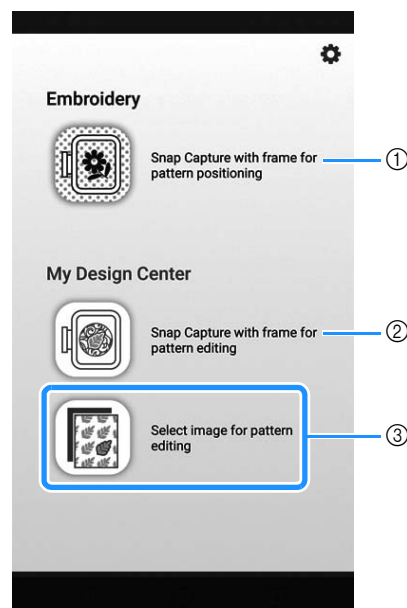 Embroidery
Snap Capture with frame for
pattern positioning
①
My Design Center
Snap Capture with frame for
pattern editing
②
Select image for pattern
editing
③